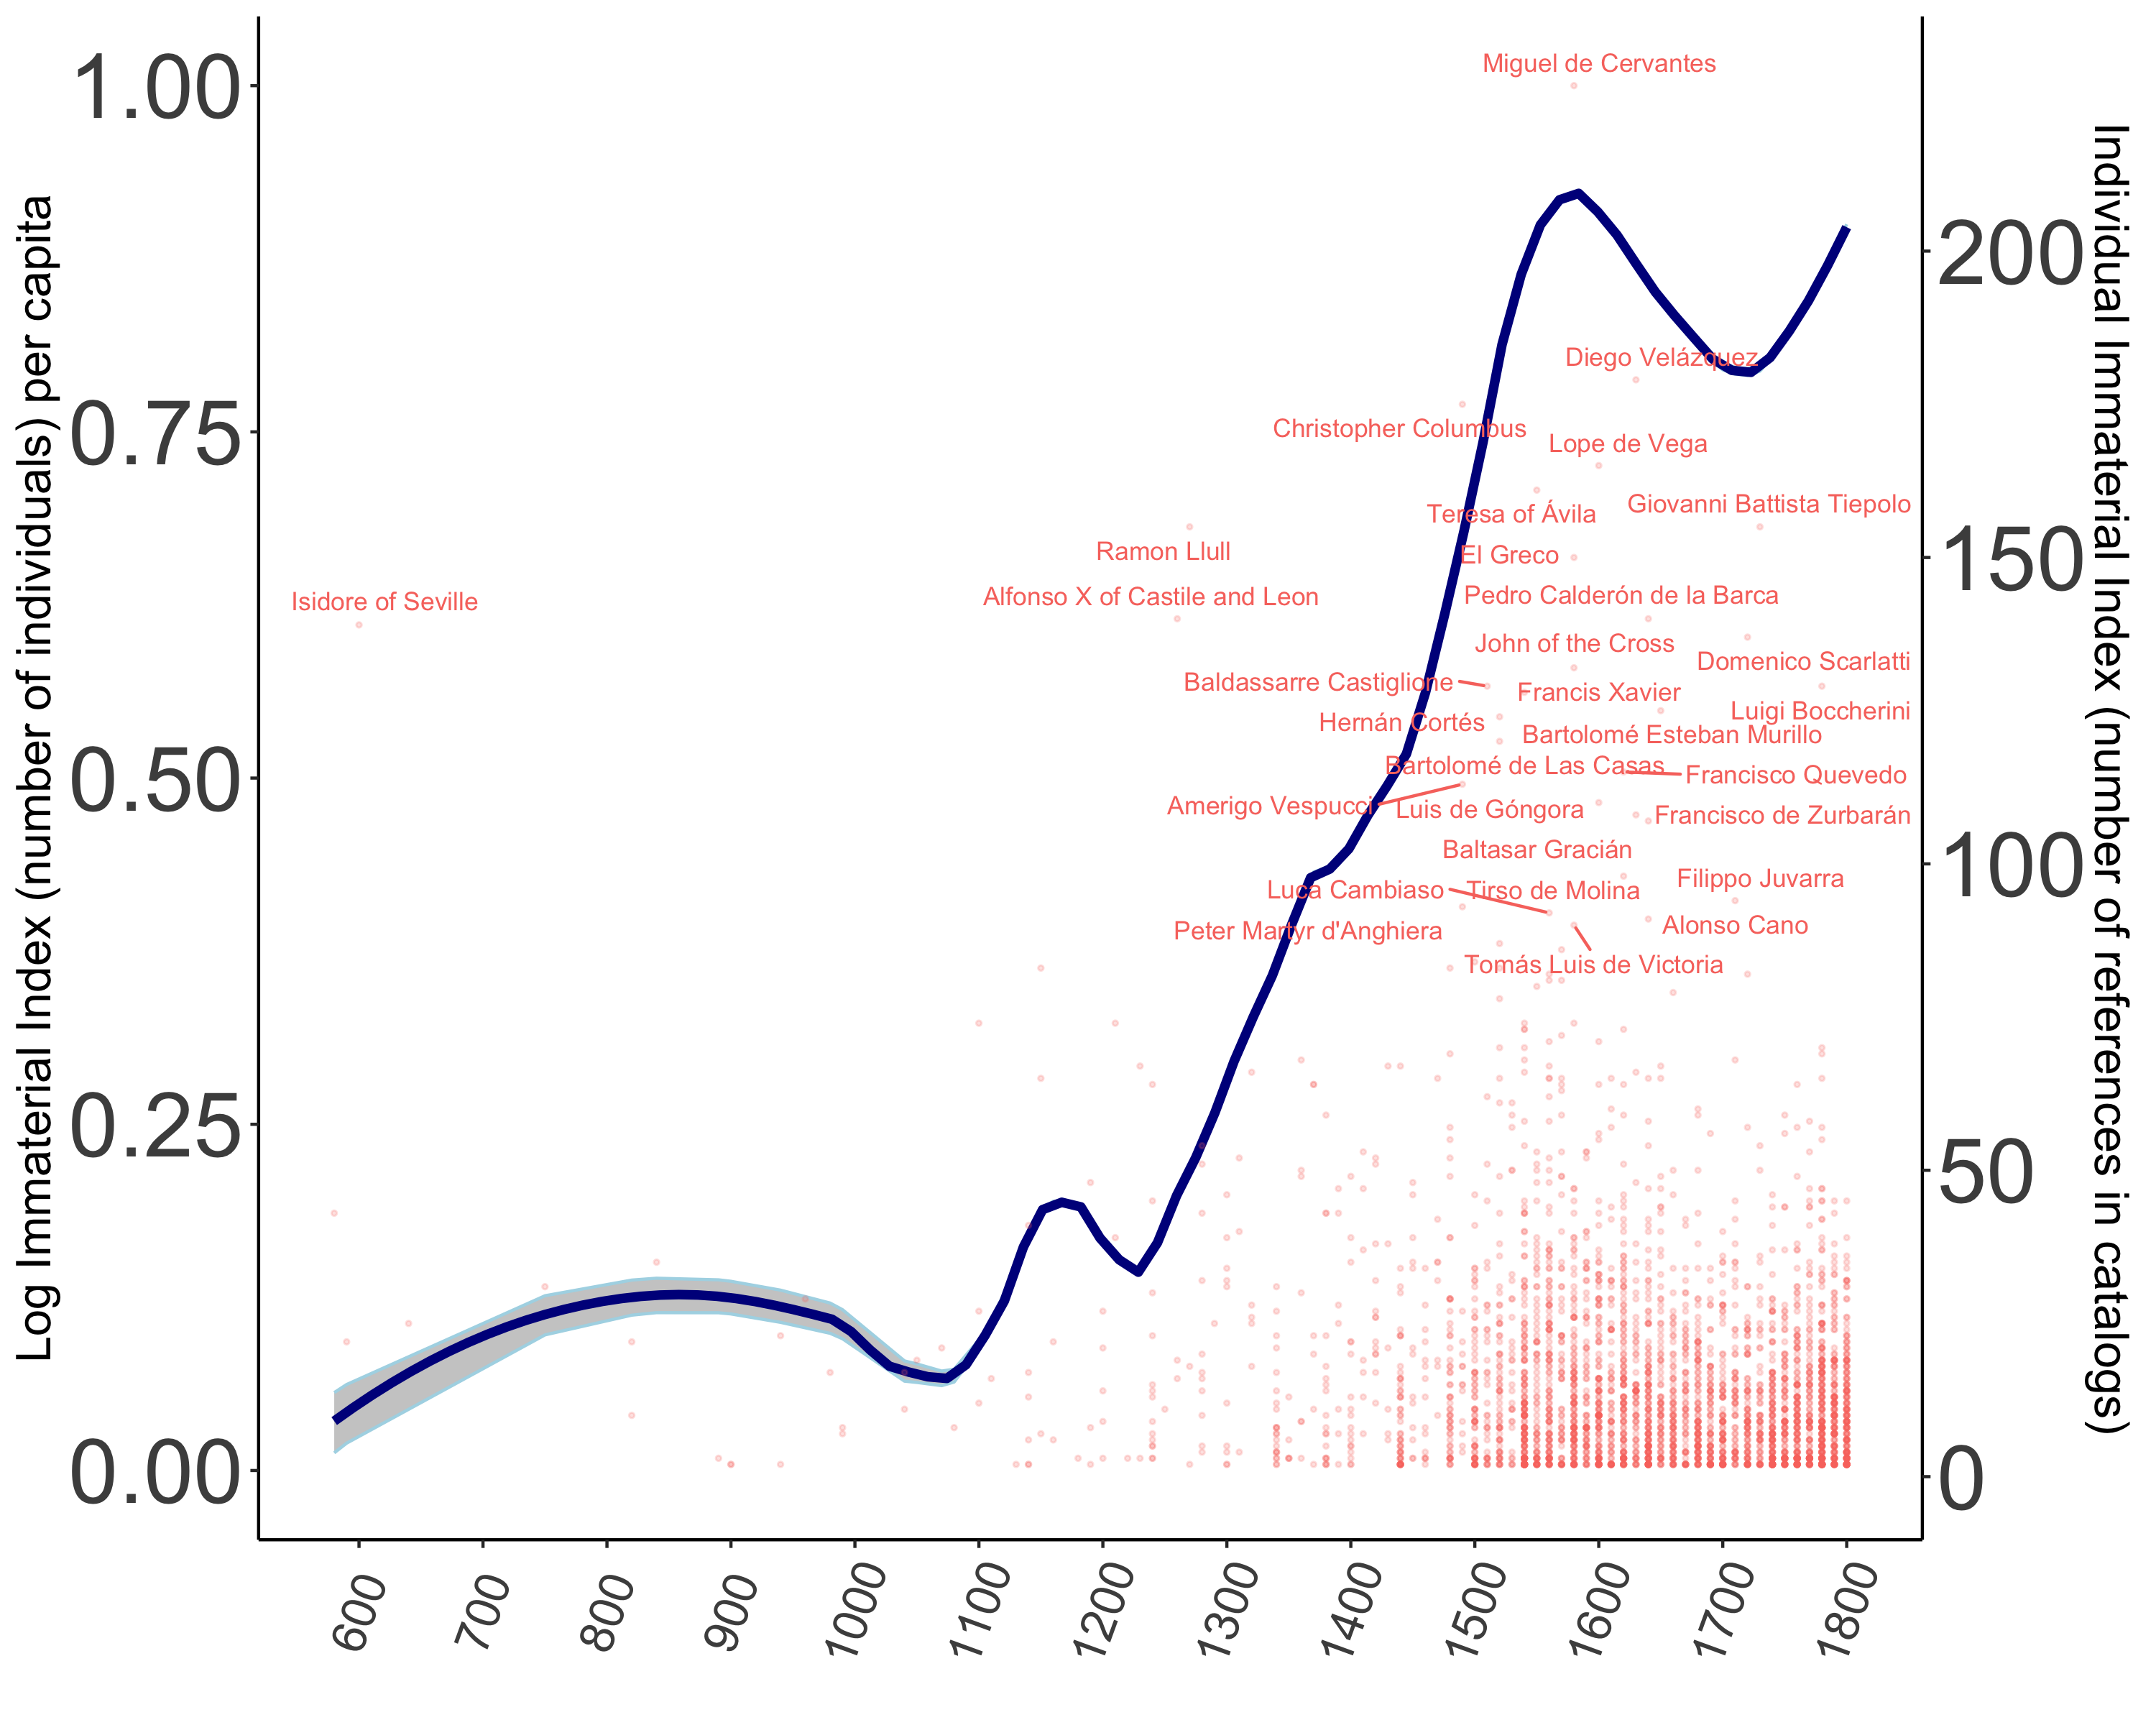 Log Immaterial Index (number of individuals) per capita
1.00
0.75
0.50
0.25
0.00
Miguel de Cervantes
Diego Velázquez
Christopher Columbus
Lope de Vega
Giovanni Battista Tiepolo
Teresa of Ávila
Ramon Llull
El Greco
Isidore of Seville
Alfonso X of Castile and Leon
Pedro Calderón de la Barca
John of the Cross
Domenico Scarlatti
Baldassarre Castiglione
Francis Xavier
Luigi Boccherini
Hernán Cortés
Bartolomé Esteban Murillo
Bartolomé de Las Casas
Francisco Quevedo
Amerigo Vespucci
Luis de Góngora
Francisco de Zurbarán
Baltasar Gracián
Filippo Juvarra
Luca Cambiaso
Tirso de Molina
Peter Martyr d'Anghiera
Alonso Cano
Tomás Luis de Victoria
200
150
100
50
0
Individual Immaterial Index (number of references in catalogs)
600
700
800
900
1000
1100
1200
1300
1400
1500
1600
1700
1800